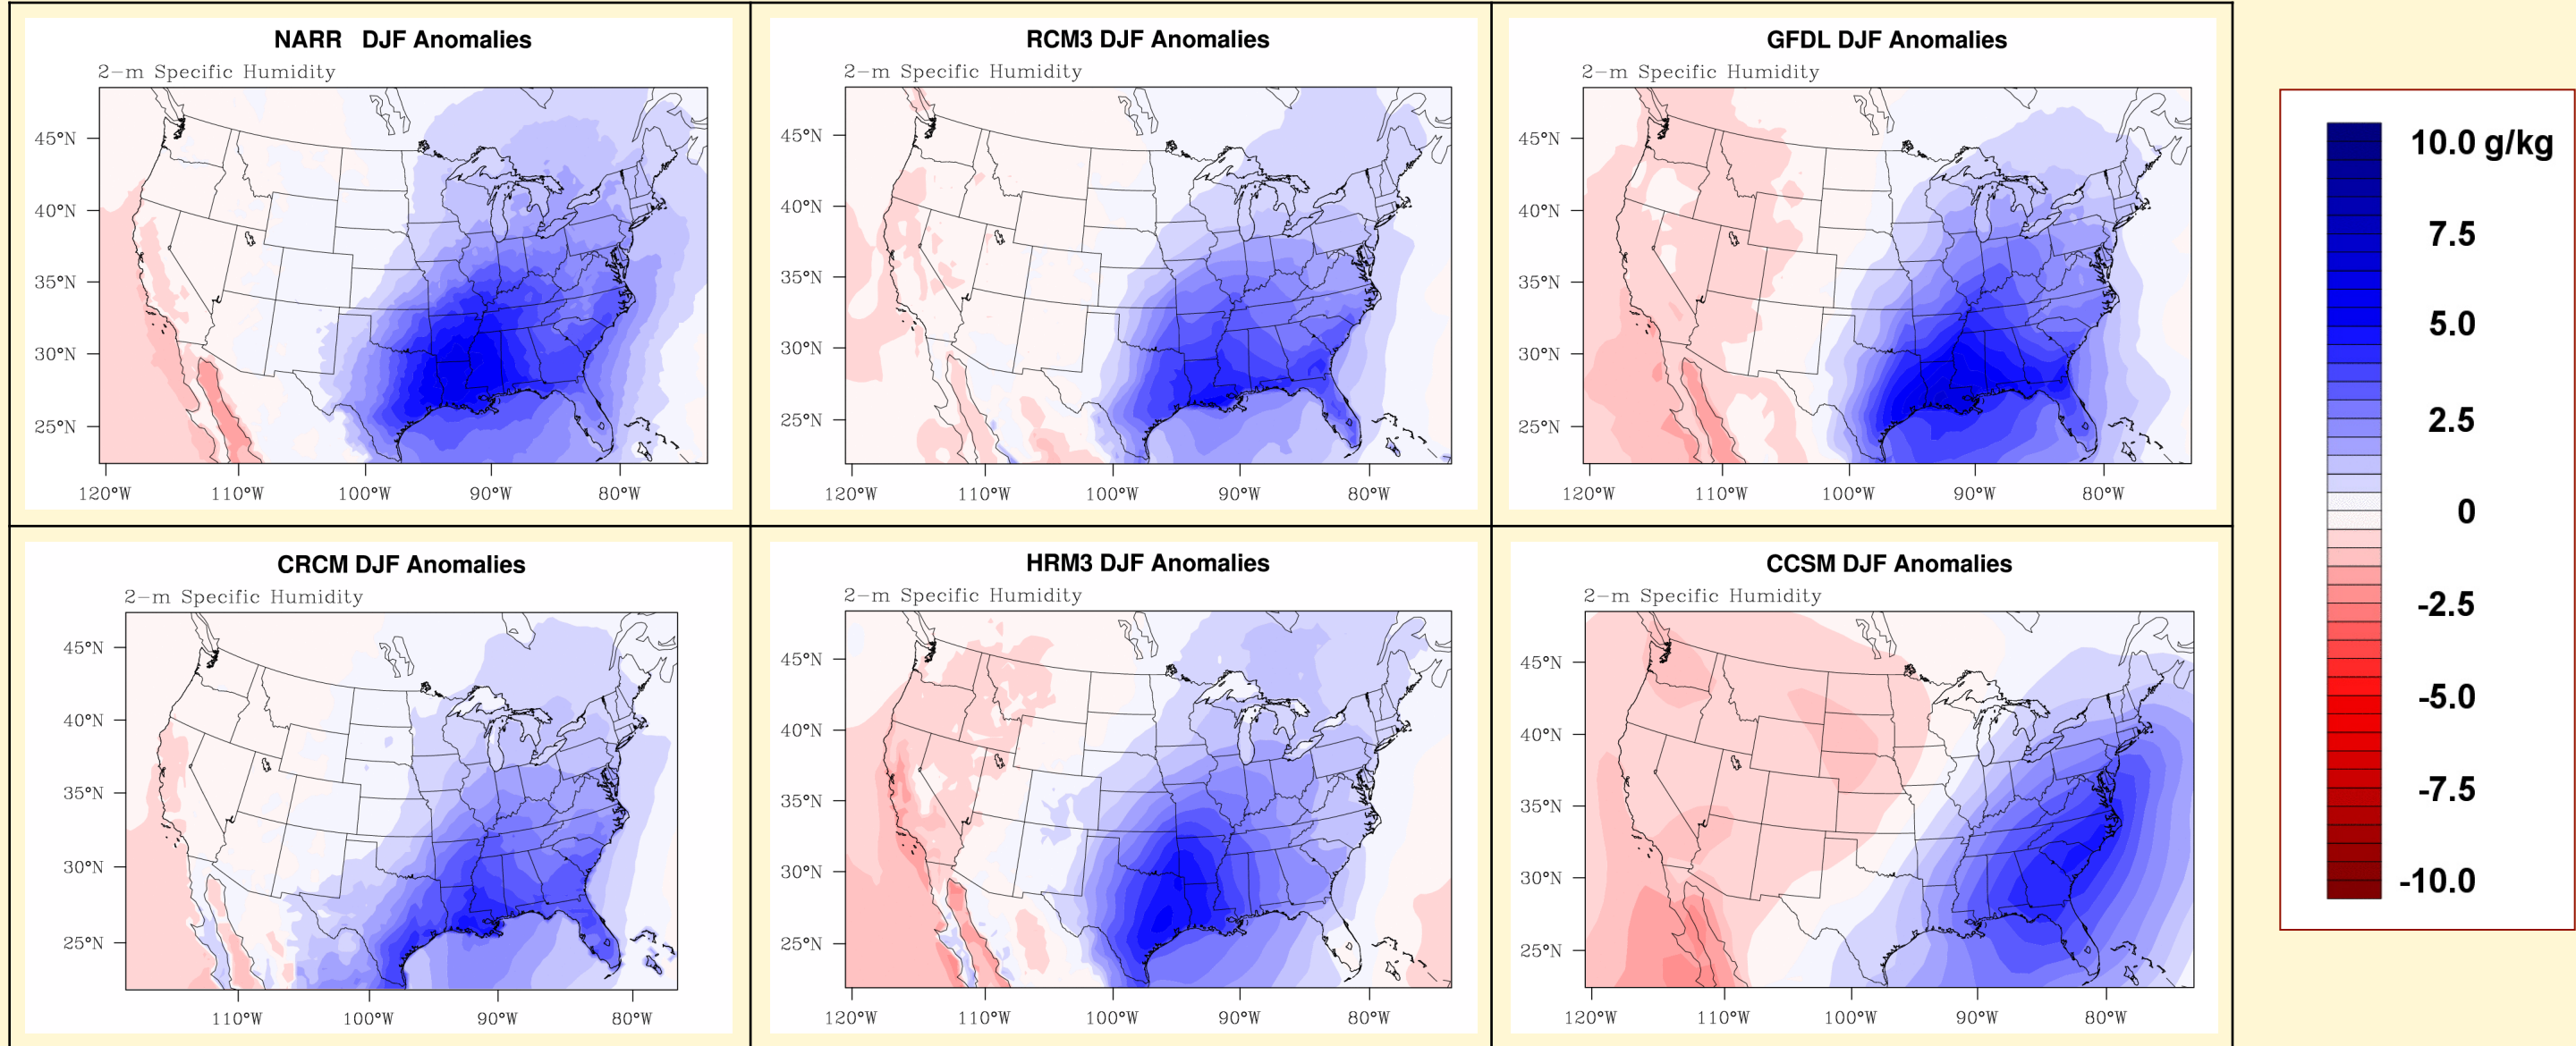 NARR DJF Anomalies
2-m Specific Humidity
45°N
40°N
35°N
30°N
25°N
120°W 110°W 100°W 90°W 80°W
RCM3 DJF Anomalies
2-m Specific Humidity
45°N
40°N
35°N
30°N
25°N
120°W 110°W 100°W 90°W 80°W
GFDL DJF Anomalies
2-m Specific Humidity
45°N
40°N
35°N
30°N
25°N
120°W 110°W 100°W 90°W 80°W
CRCM DJF Anomalies
2-m Specific Humidity
45°N
40°N
35°N
30°N
25°N
110°W 100°W 90°W 80°W
HRM3 DJF Anomalies
2-m Specific Humidity
45°N
40°N
35°N
30°N
25°N
120°W 110°W 100°W 90°W 80°W
CCSM DJF Anomalies
2-m Specific Humidity
45°N
40°N
35°N
30°N
25°N
120°W 110°W 100°W 90°W 80°W
10.0 g/kg
7.5
5.0
2.5
0
-2.5
-5.0
-7.5
-10.0